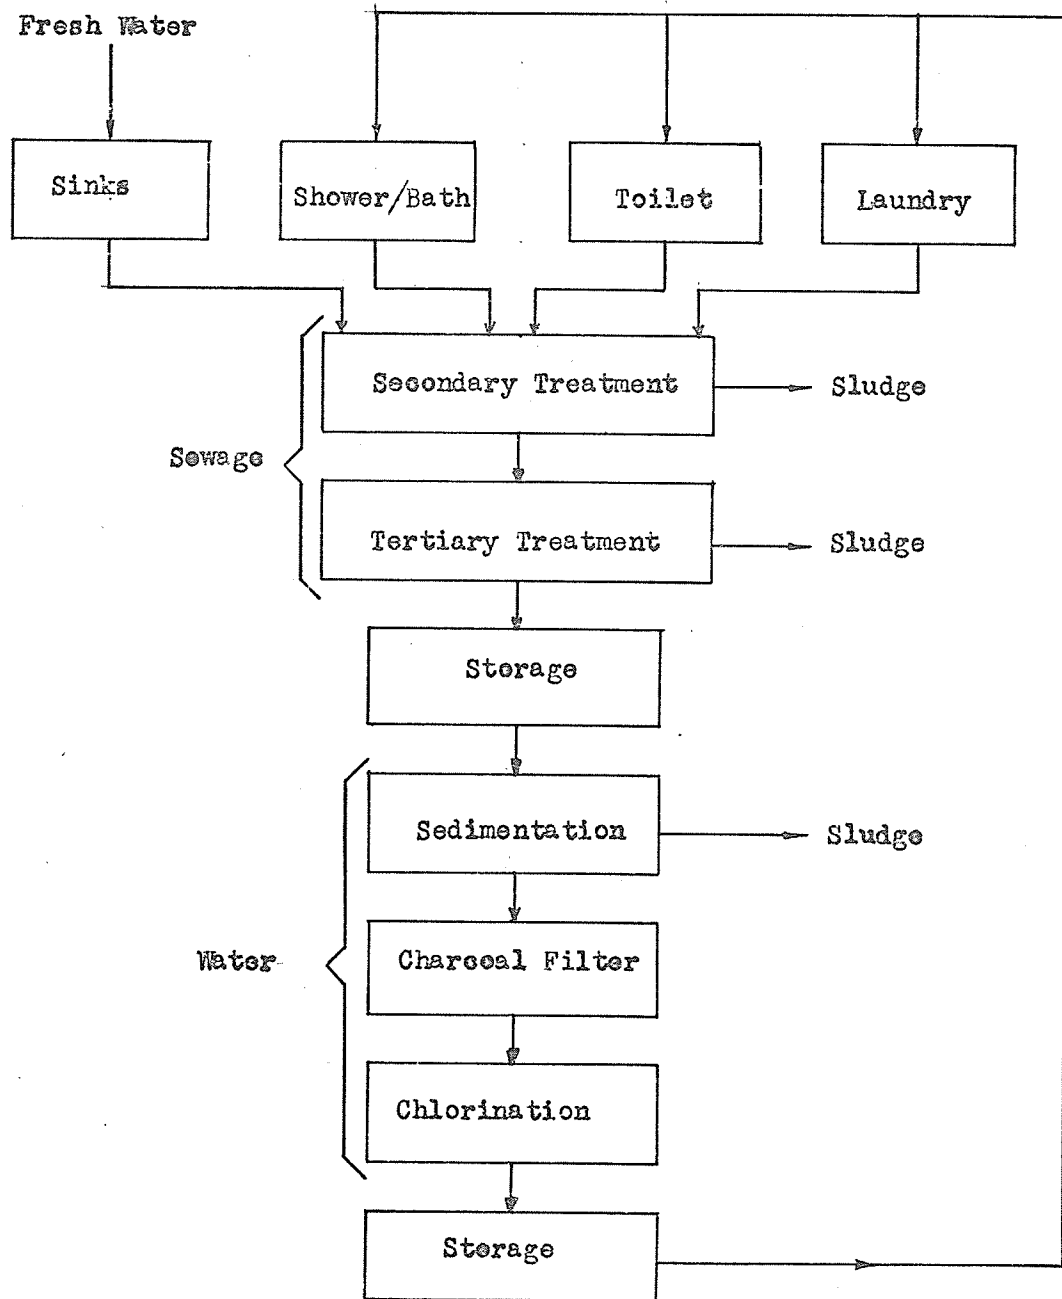 Fresh Water
Sinks
Shower/Bath
Toilet
Laundry
Secondary Treatment
Sludge
Sewage
Tertiary Treatment
Sludge
Storage
Sedimentation
Sludge
Water
Charcoal Filter
Chlorination
Storage